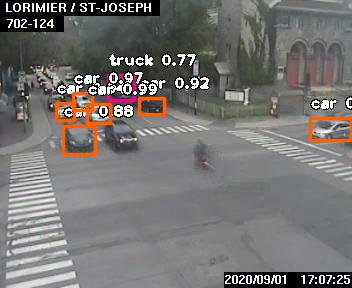 LORIMIER / ST-JOSEPH
702-124
truck 0.77
car 0.97
car 0.92
car 0.99
car 0.88
car 0
2020/09/01 17:07:25